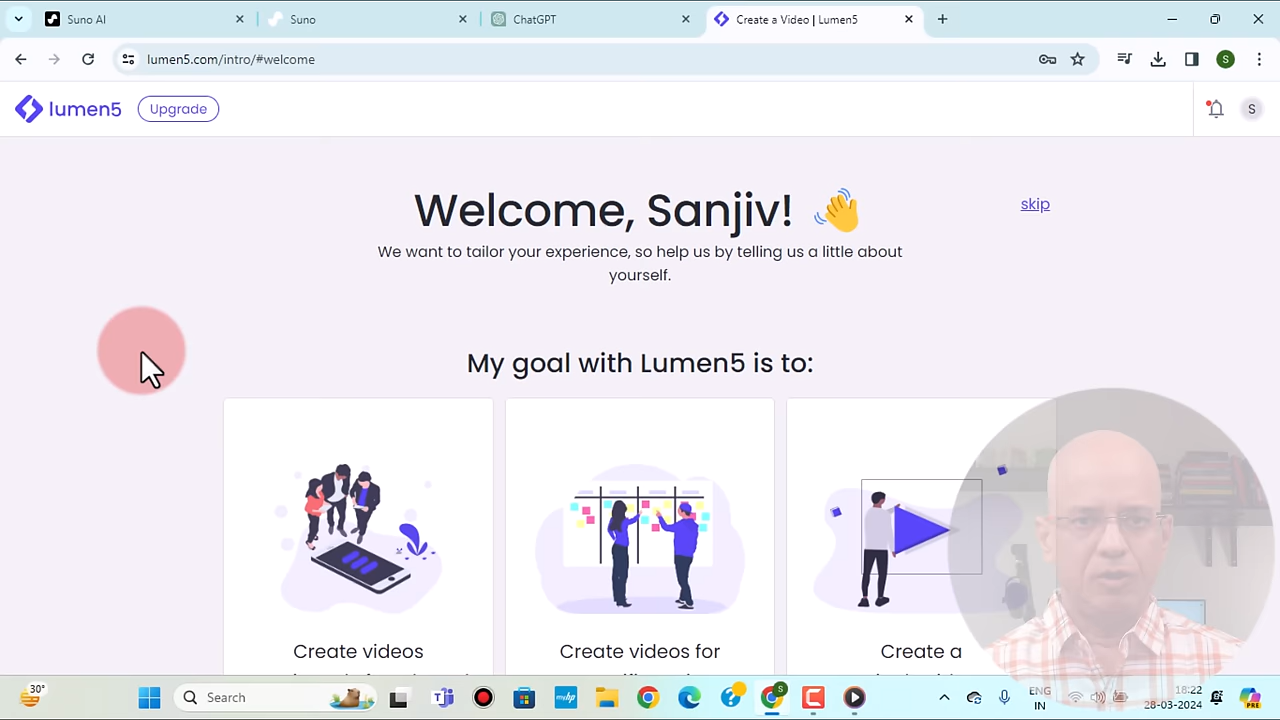 Suno AI
Suno
ChatGPT
Create a Video | Lumen5
lumen5.com/intro/#welcome
S
lumen5
Upgrade
S
Welcome, Sanjiv!
skip
We want to tailor your experience, so help us by telling us a little about
yourself.
My goal with Lumen5 is to:
Create videos
Create videos for
Create a
30°
Search
ENG
IN
18:22
28-03-2024
PRE